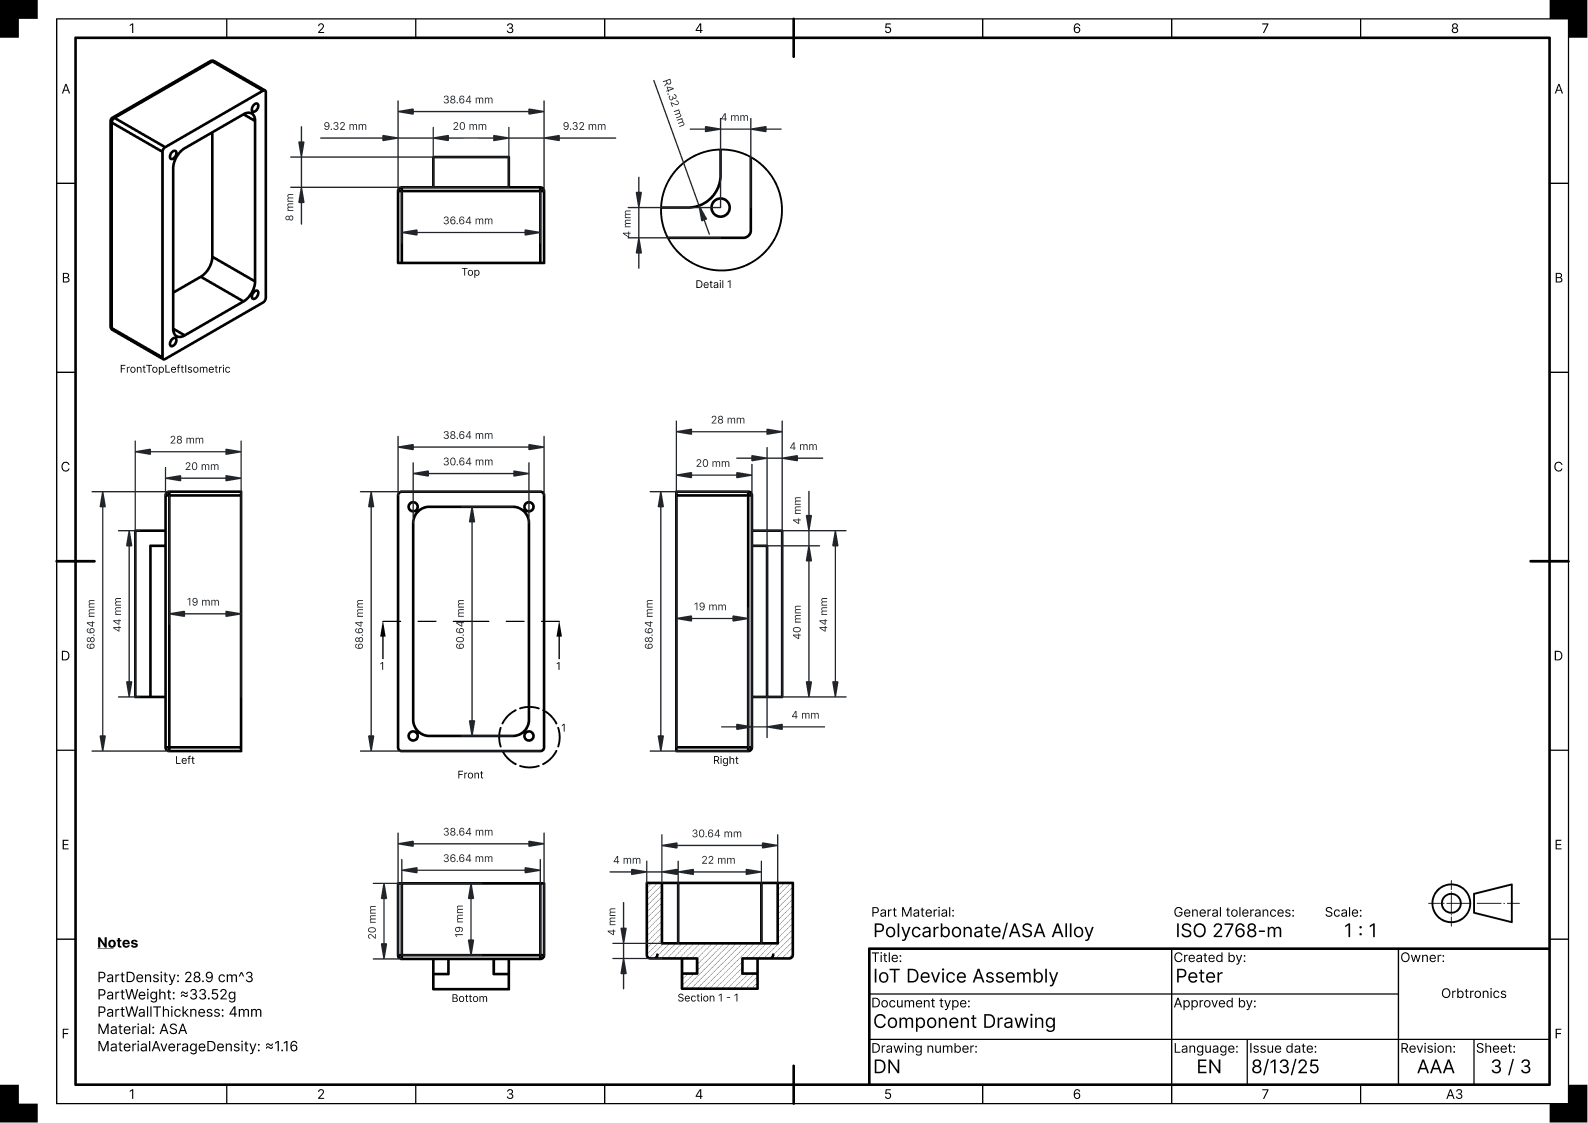 1 2 3 4 5 6 7 8
A A
B B
C C
D D
E E
F F
FrontTopLeftIsometric
38.64 mm
9.32 mm 20 mm 9.32 mm
8 mm
36.64 mm
Top
R4.32 mm
4 mm
4 mm
Detail 1
28 mm
20 mm
68.64 mm
44 mm
19 mm
Left
38.64 mm
30.64 mm
68.64 mm
60.64 mm
1 1
1
Front
28 mm
4 mm
20 mm
4 mm
68.64 mm
19 mm
40 mm
44 mm
4 mm
Right
38.64 mm
36.64 mm
20 mm
19 mm
Bottom
30.64 mm
4 mm 22 mm
4 mm
Section 1 - 1
Notes
PartDensity: 28.9 cm^3
PartWeight: ≈33.52g
PartWallThickness: 4mm
Material: ASA
MaterialAverageDensity: ≈1.16
Part Material:
Polycarbonate/ASA Alloy
General tolerances:
ISO 2768-m
Scale:
1 : 1
Title:
IoT Device Assembly
Created by:
Peter
Owner:
Orbtronics
Document type:
Component Drawing
Approved by:
Drawing number:
DN
Language:
EN
Issue date:
8/13/25
Revision:
AAA
Sheet:
3 / 3
1 2 3 4 5 6 7 A3